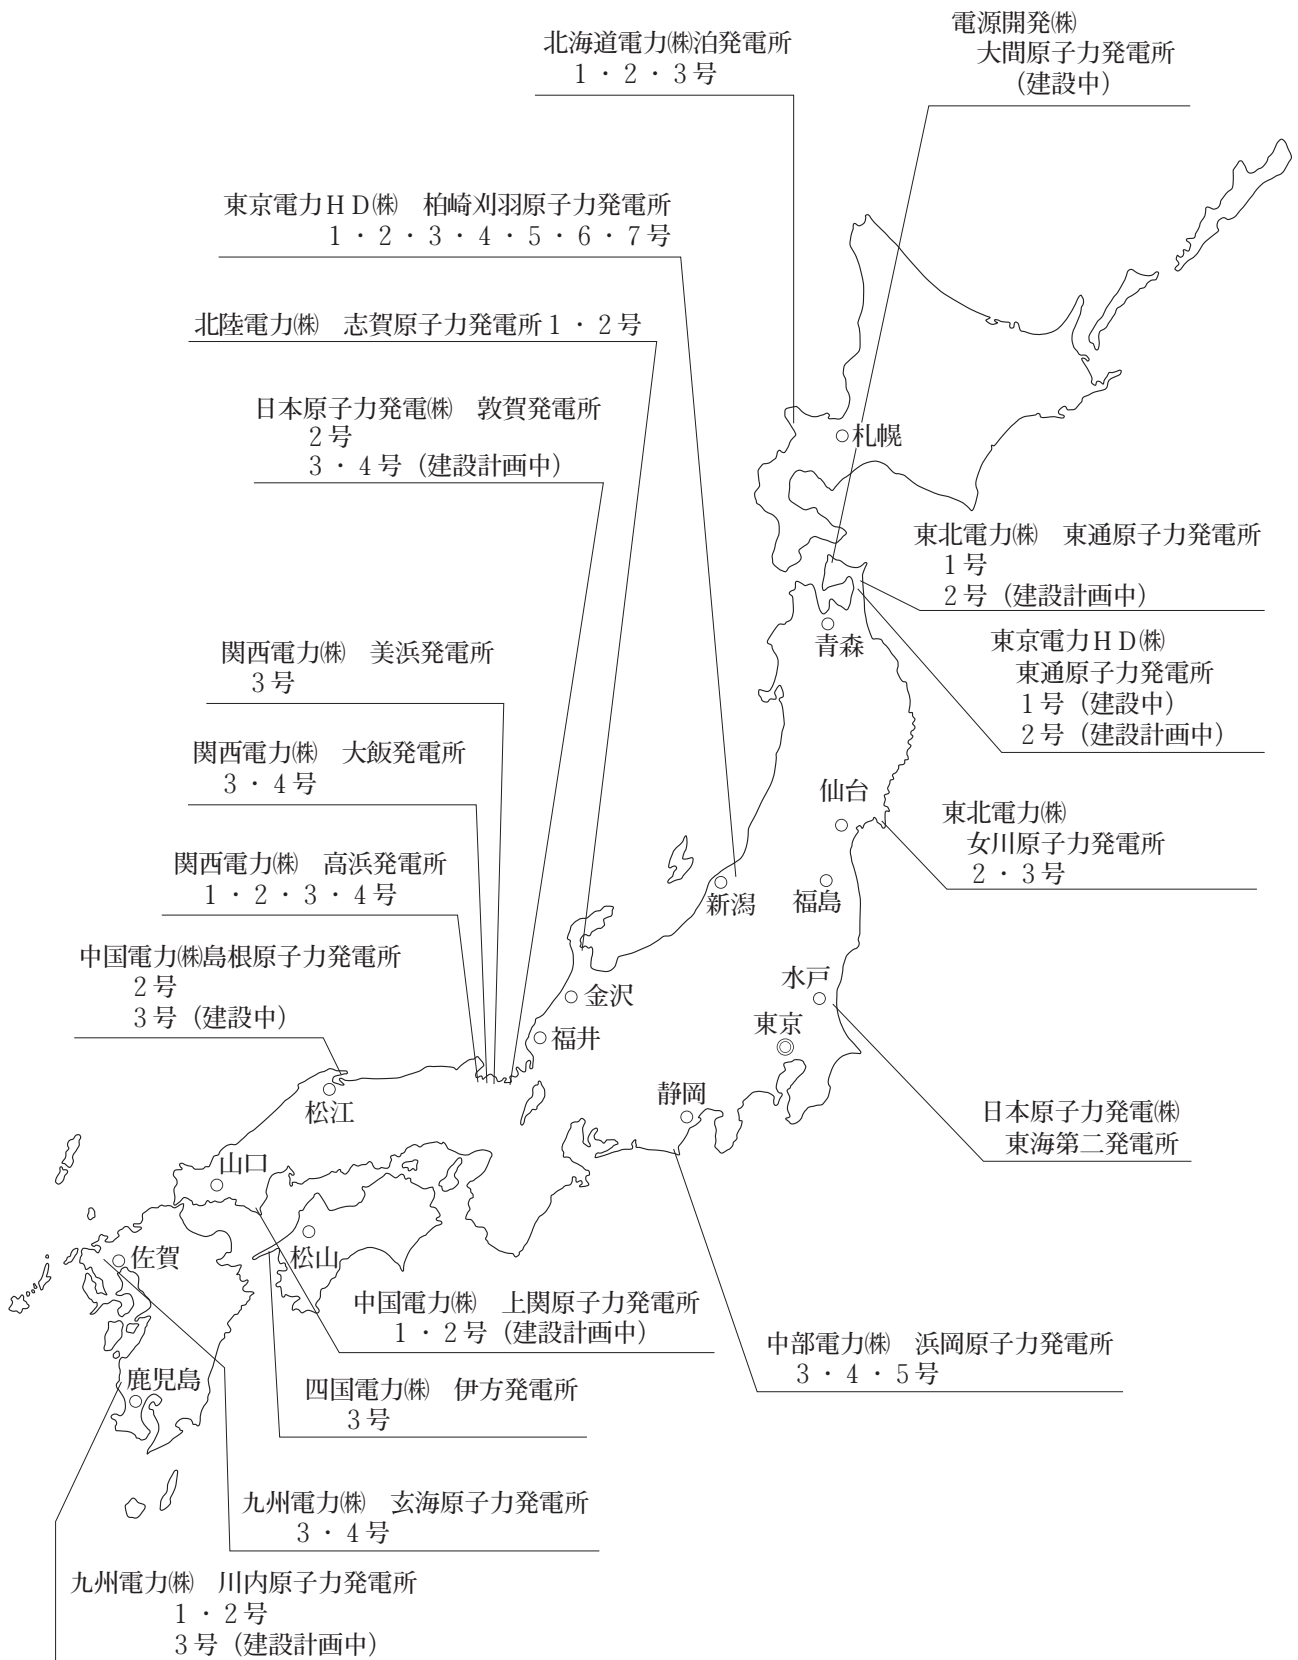 電源開発㈱
大間原子力発電所
（建設中）
北海道電力㈱泊発電所
１・２・３号
東京電力ＨＤ㈱　柏崎刈羽原子力発電所
１・２・３・４・５・６・７号
北陸電力㈱　志賀原子力発電所１・２号
日本原子力発電㈱　敦賀発電所
２号
３・４号（建設計画中）
札幌
東北電力㈱　東通原子力発電所
１号
２号（建設計画中）
青森
東京電力ＨＤ㈱
東通原子力発電所
１号（建設中）
２号（建設計画中）
関西電力㈱　美浜発電所
３号
関西電力㈱　大飯発電所
３・４号
仙台
東北電力㈱
女川原子力発電所
２・３号
関西電力㈱　高浜発電所
１・２・３・４号
新潟
福島
中国電力㈱島根原子力発電所
２号
３号（建設中）
水戸
金沢
東京
福井
松江
静岡
日本原子力発電㈱
東海第二発電所
山口
佐賀
松山
中国電力㈱　上関原子力発電所
１・２号（建設計画中）
中部電力㈱　浜岡原子力発電所
３・４・５号
鹿児島
四国電力㈱　伊方発電所
３号
九州電力㈱　玄海原子力発電所
３・４号
九州電力㈱　川内原子力発電所
１・２号
３号（建設計画中）